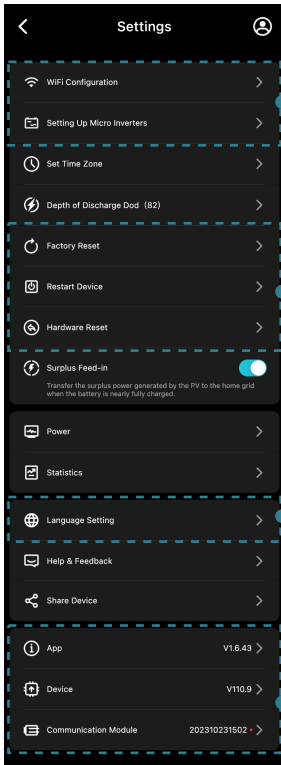 Settings
WiFi Configuration
Setting Up Micro Inverters
Set Time Zone
Depth of Discharge Dod (82)
Factory Reset
Restart Device
Hardware Reset
Surplus Feed-in
Transfer the surplus power generated by the PV to the home grid
when the battery is nearly fully charged.
Power
Statistics
Language Setting
Help & Feedback
Share Device
App V1.6.43
Device V110.9
Communication Module 202310231502